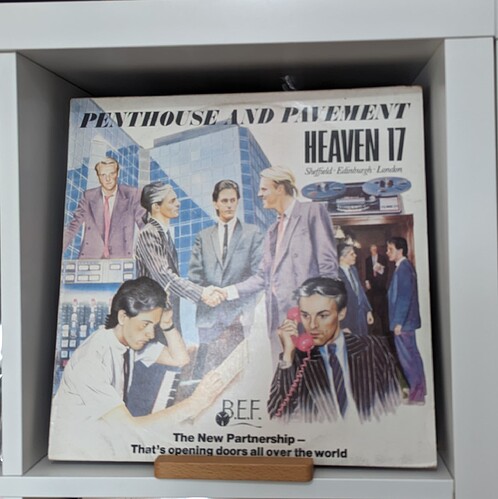 PENTHOUSE AND PAVEMENT
HEAVEN 17
Sheffield · Edinburgh · London
B.E.F.
The New Partnership –
That's opening doors all over the world